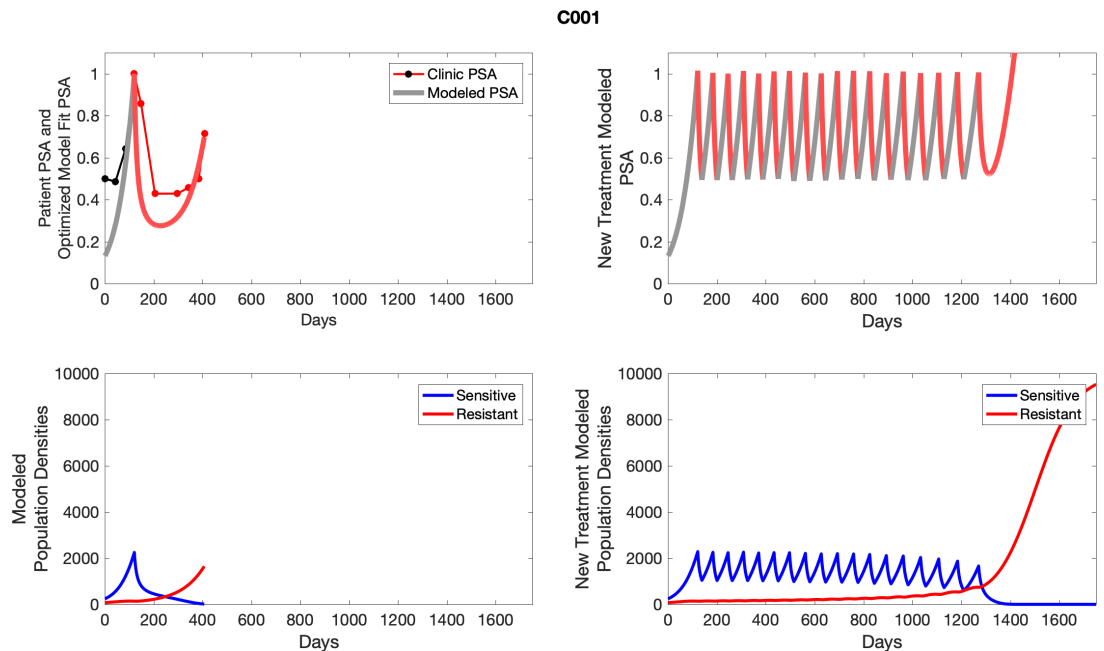 C001
Patient PSA and
Optimized Model Fit PSA
1
0.8
0.6
0.4
0.2
0
Clinic PSA
Modeled PSA
0 200 400 600 800 1000 1200 1400 1600
Days
New Treatment Modeled
PSA
1
0.8
0.6
0.4
0.2
0
0 200 400 600 800 1000 1200 1400 1600
Days
Modeled
Population Densities
10000
8000
6000
4000
2000
0
Sensitive
Resistant
0 200 400 600 800 1000 1200 1400 1600
Days
New Treatment Modeled
Population Densities
10000
8000
6000
4000
2000
0
Sensitive
Resistant
0 200 400 600 800 1000 1200 1400 1600
Days